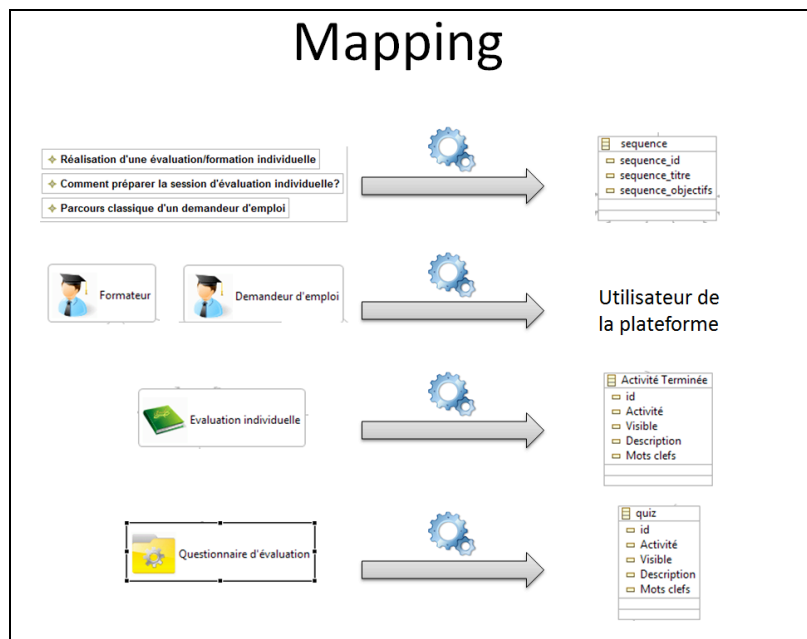 Mapping
Réalisation d'une évaluation/formation individuelle
Comment préparer la session d'évaluation individuelle?
Parcours classique d'un demandeur d'emploi
sequence
sequence_id
sequence_titre
sequence_objectifs
Formateur
Demandeur d'emploi
Utilisateur de
la plateforme
Evaluation individuelle
Activité Terminée
id
Activité
Visible
Description
Mots clefs
Questionnaire d'évaluation
quiz
id
Activité
Visible
Description
Mots clefs